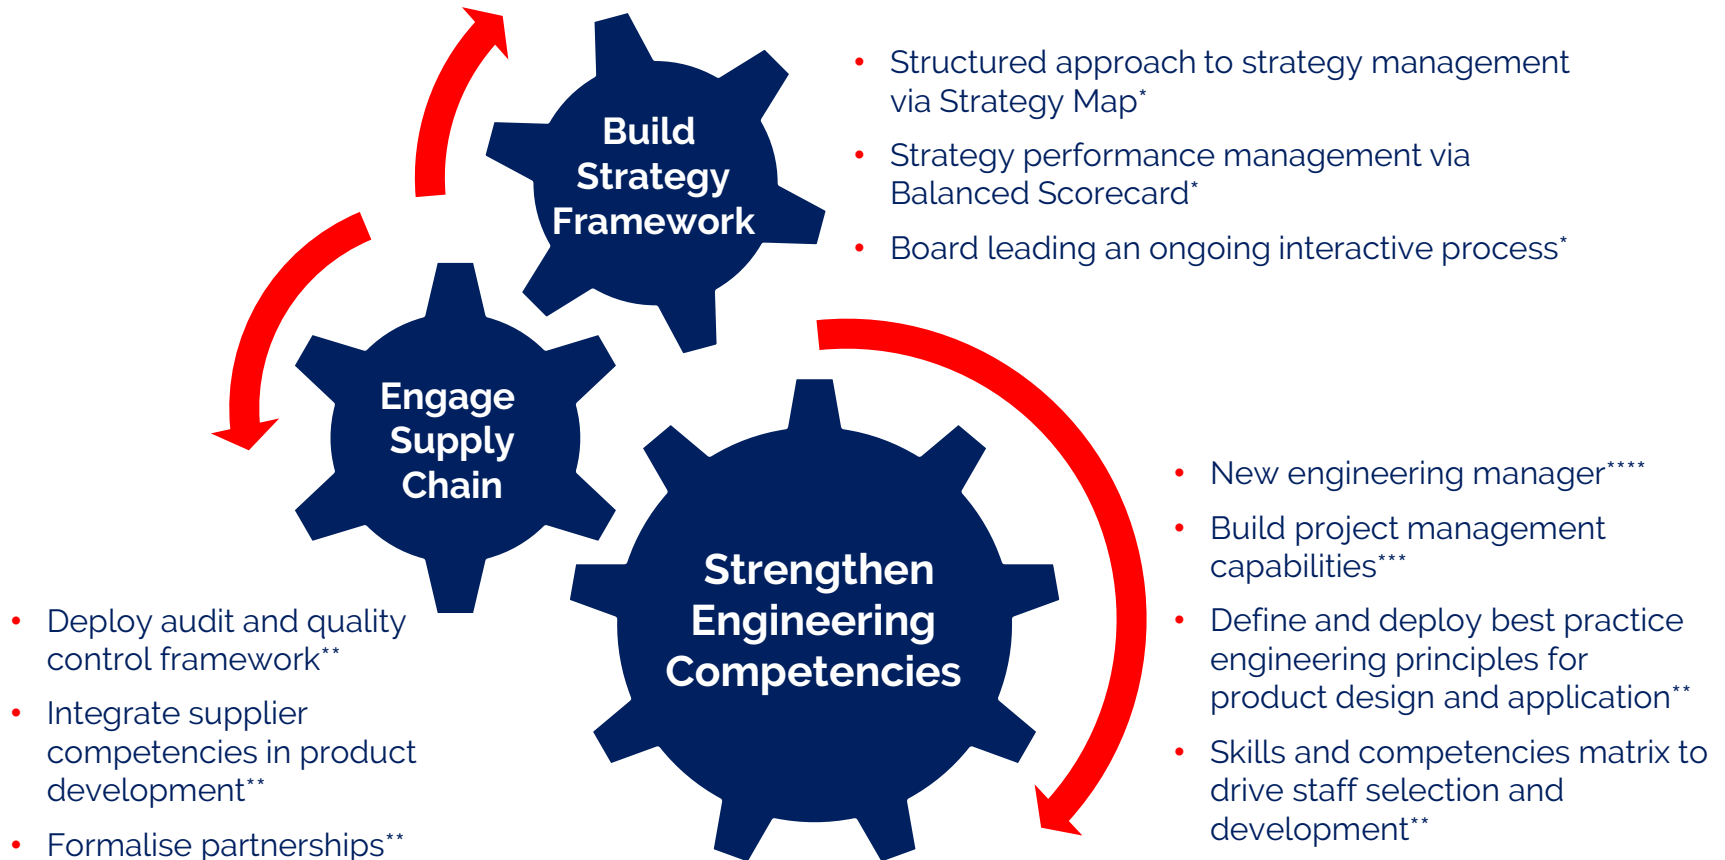 Build
Strategy
Framework
• Structured approach to strategy management
via Strategy Map*
• Strategy performance management via
Balanced Scorecard*
• Board leading an ongoing interactive process*
Engage
Supply
Chain
• Deploy audit and quality
control framework**
• Integrate supplier
competencies in product
development**
• Formalise partnerships**
Strengthen
Engineering
Competencies
• New engineering manager****
• Build project management
capabilities***
• Define and deploy best practice
engineering principles for
product design and application**
• Skills and competencies matrix to
drive staff selection and
development**